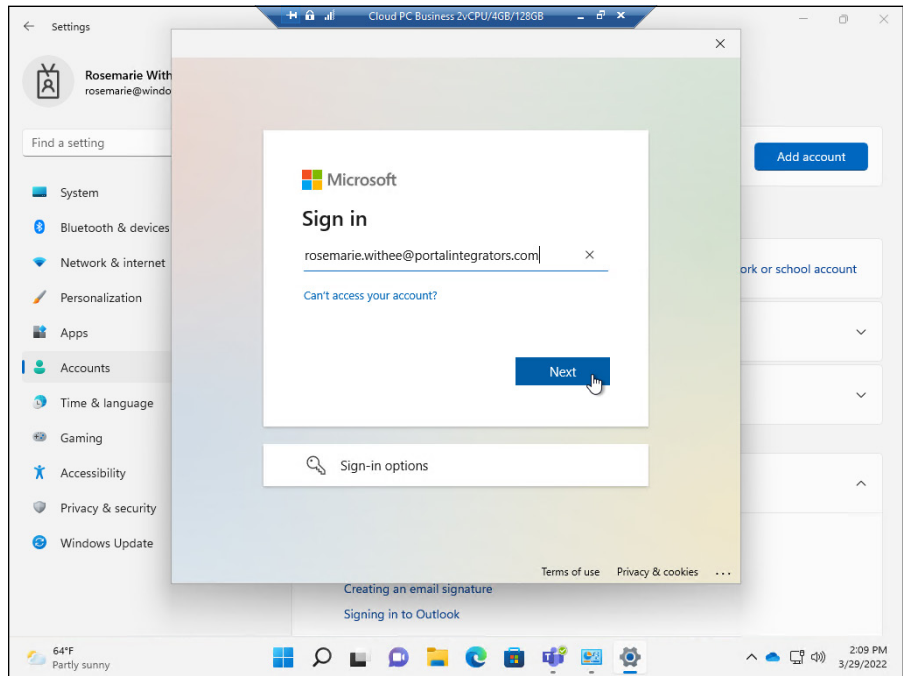 Cloud PC Business 2vCPU/4GB/128GB
Settings
Rosemarie With
rosemarie@windo
Find a setting
System
Bluetooth & devices
Network & internet
Personalization
Apps
Accounts
Time & language
Gaming
Accessibility
Privacy & security
Windows Update
Microsoft
Sign in
rosemarie.withee@portalintegrators.com
Can't access your account?
Next
Sign-in options
Terms of use Privacy & cookies ...
Add account
ork or school account
Creating an email signature
Signing in to Outlook
64°F
Partly sunny
2:09 PM
3/29/2022